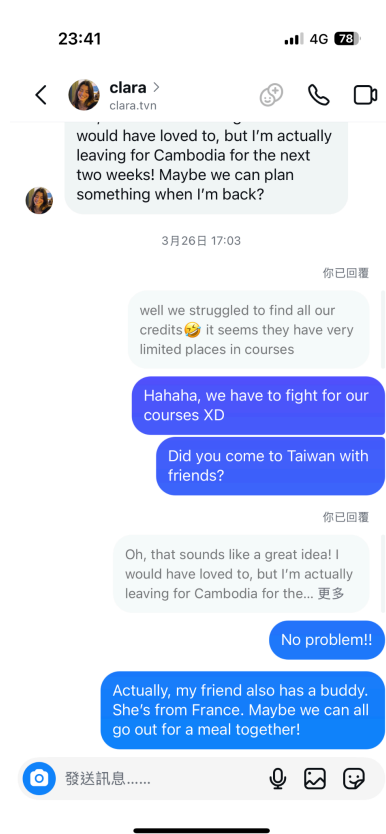 23:41
4G 78
clara
clara.tvn
would have loved to, but I'm actually
leaving for Cambodia for the next
two weeks! Maybe we can plan
something when I'm back?
3月26日 17:03
你已回覆
well we struggled to find all our
credits🤣 it seems they have very
limited places in courses
Hahaha, we have to fight for our
courses XD
Did you come to Taiwan with
friends?
你已回覆
Oh, that sounds like a great idea! I
would have loved to, but I'm actually
leaving for Cambodia for the... 更多
No problem!!
Actually, my friend also has a buddy.
She's from France. Maybe we can all
go out for a meal together!
發送訊息......